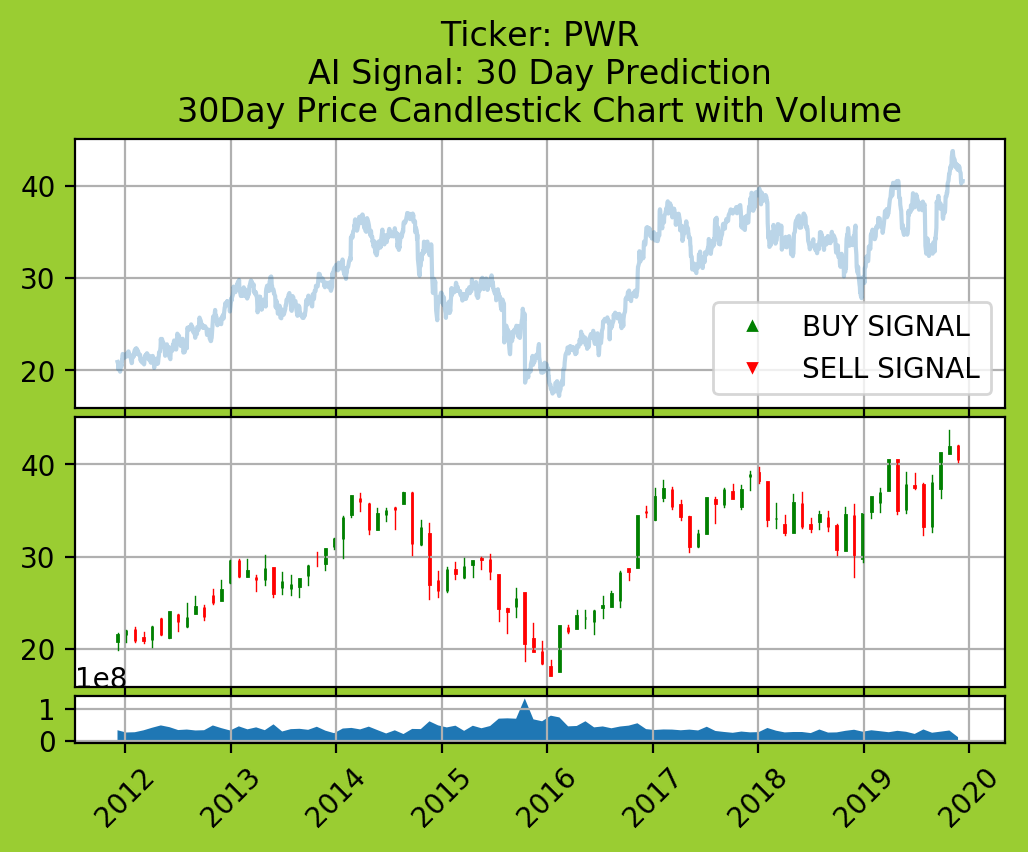 Ticker: PWR
AI Signal: 30 Day Prediction
30Day Price Candlestick Chart with Volume
40
30
20
BUY SIGNAL
SELL SIGNAL
40
30
20
1e8
1
0
2012 2013 2014 2015 2016 2017 2018 2019 2020